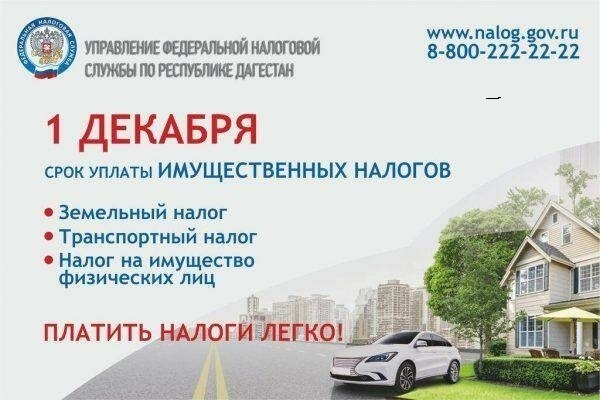 ФЕДЕРАЛЬНАЯ НАЛОГОВАЯ СЛУЖБА
УПРАВЛЕНИЕ ФЕДЕРАЛЬНОЙ НАЛОГОВОЙ
СЛУЖБЫ ПО РЕСПУБЛИКЕ ДАГЕСТАН
www.nalog.gov.ru
8-800-222-22-22
1 ДЕКАБРЯ
СРОК УПЛАТЫ ИМУЩЕСТВЕННЫХ НАЛОГОВ
• Земельный налог
• Транспортный налог
• Налог на имущество
физических лиц
ПЛАТИТЬ НАЛОГИ ЛЕГКО!